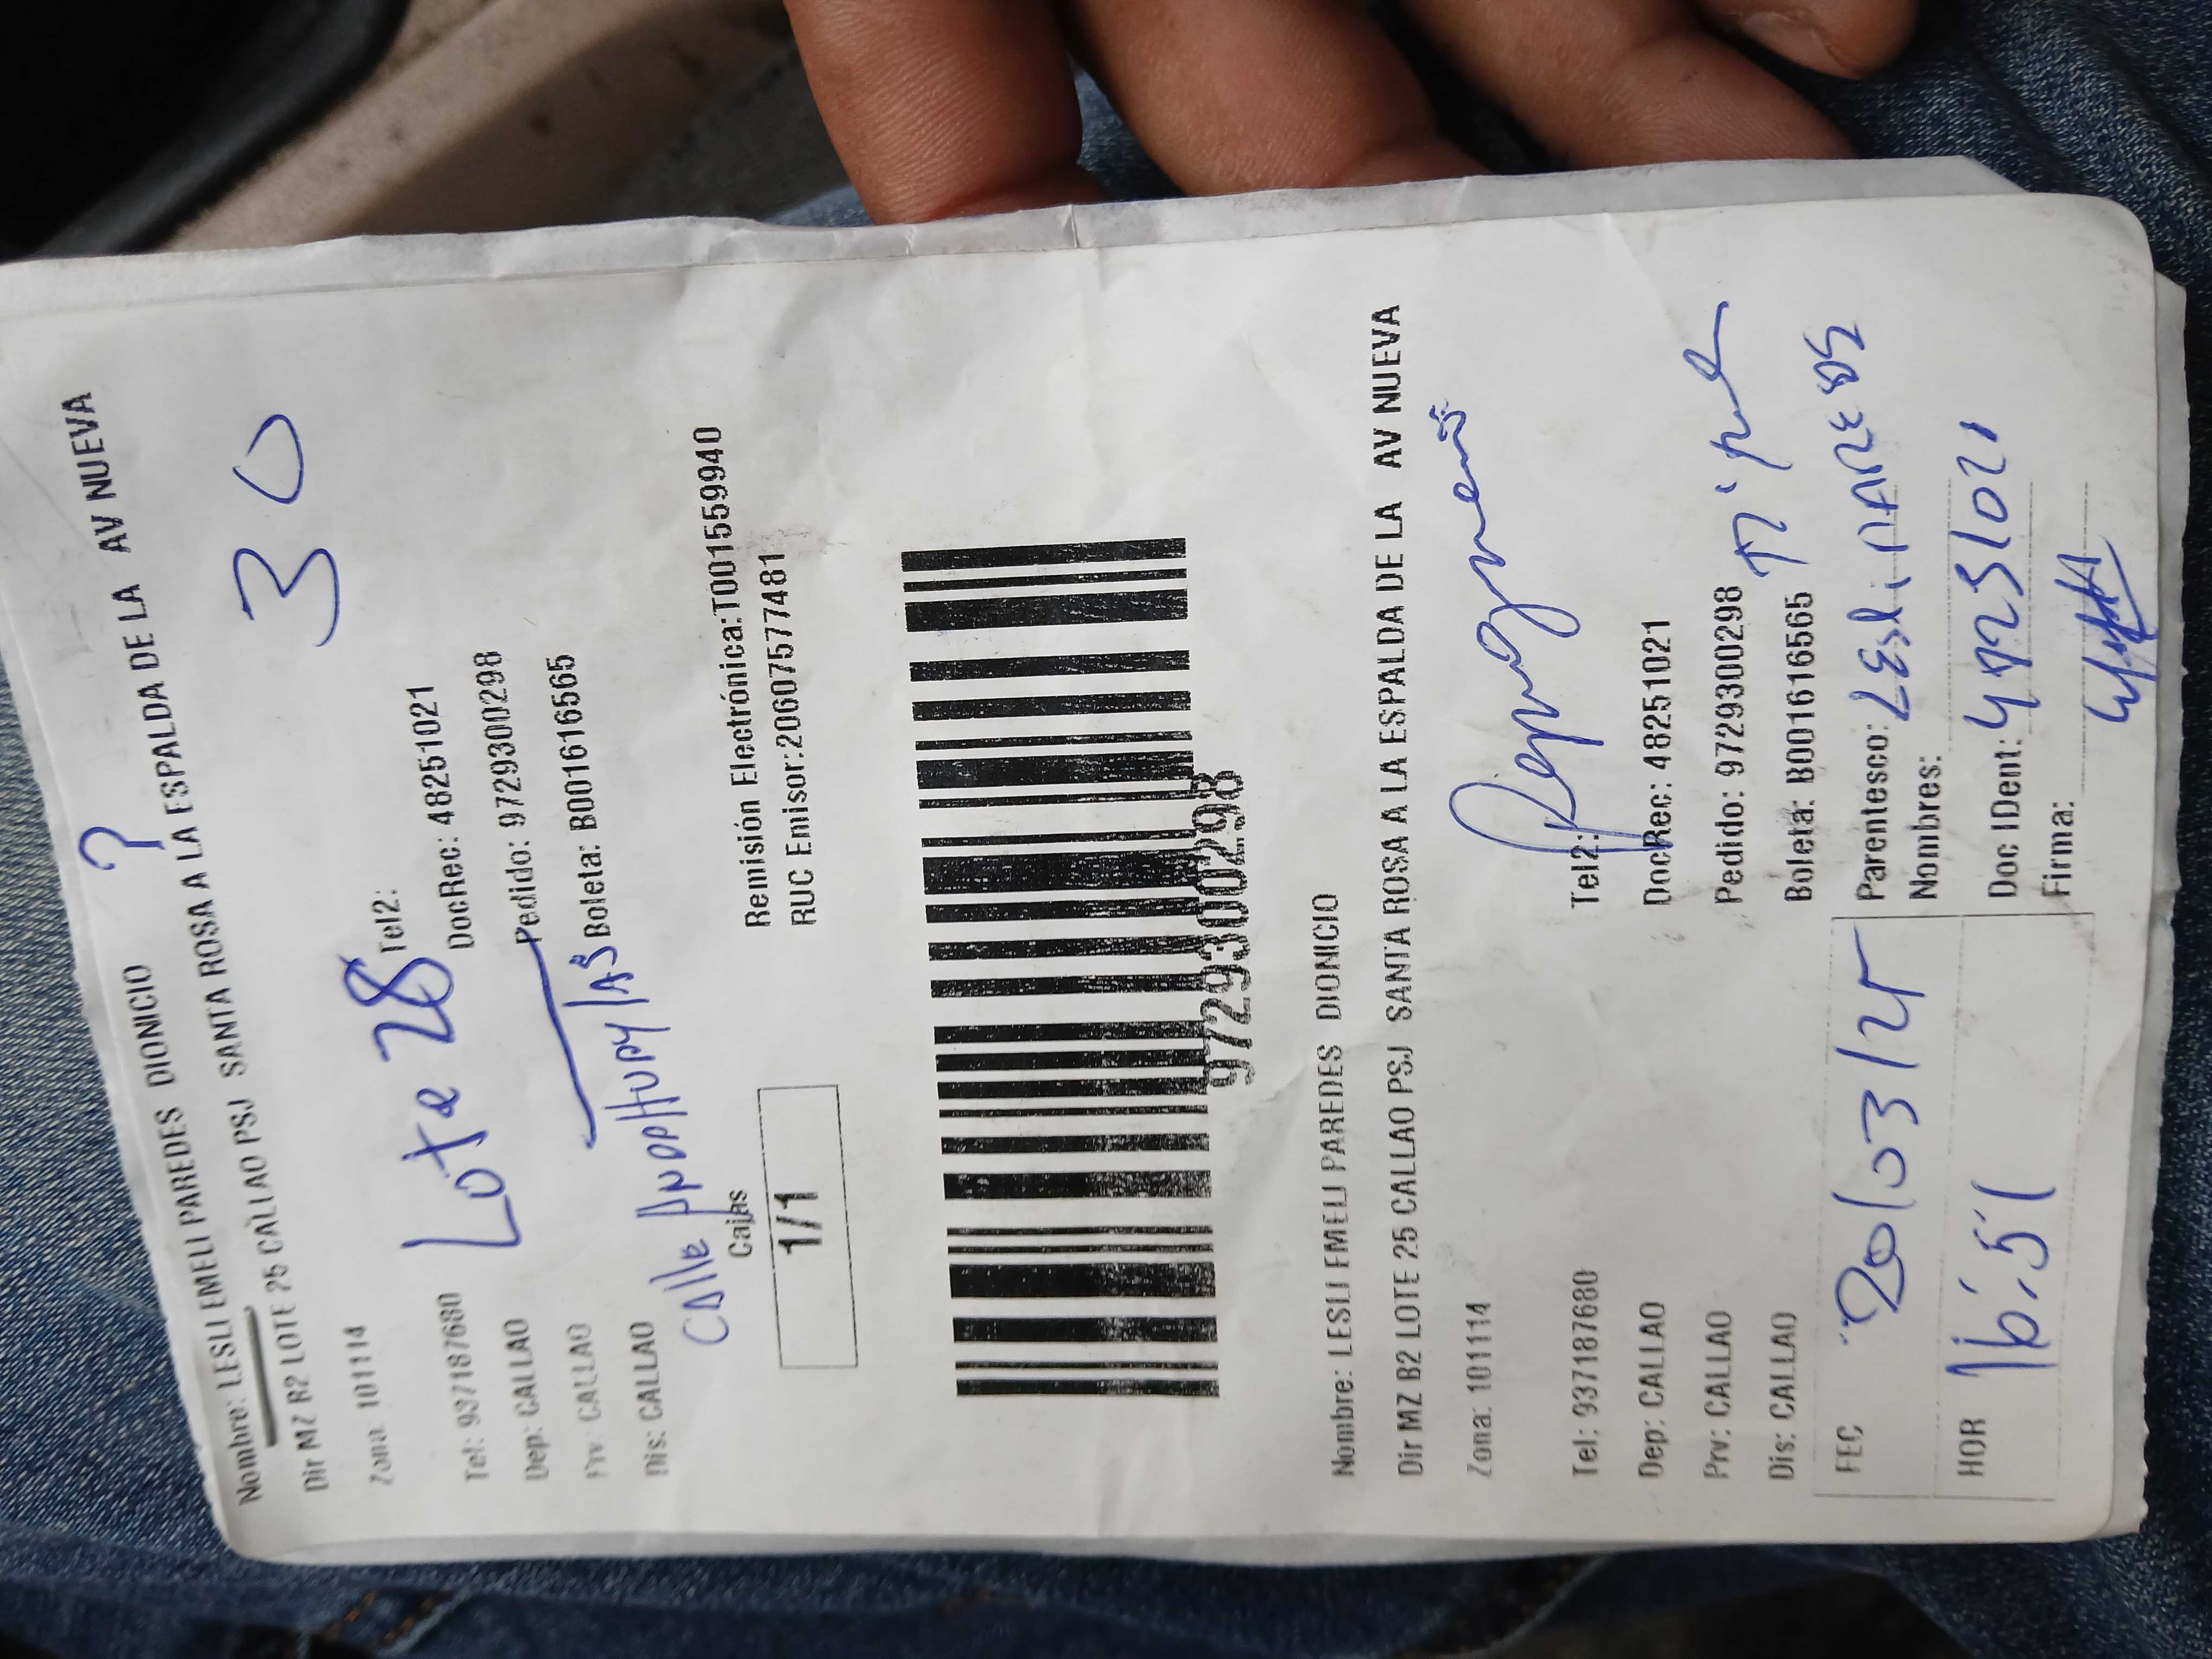 ?
Nombre: LESLI EMELI PAREDES DIONICIO
Dir MZ B2 LOTE 25 CALLAO PSJ SANTA ROSA A LA ESPALDA DE LA AV NUEVA
30
Zona: 101114
Lote 28
Tel: 937187680 Tel2:
Dep: CALLAO DocRec: 48251021
Prv: CALLAO Pedido: 9729300298
Dis: CALLAO Boleta: B001616565
Calle
Cajas
1/1
Remisión Electrónica:T001559940
RUC Emisor:20607577481
9729300298
Nombre: LESLI EMELI PAREDES DIONICIO
Dir MZ B2 LOTE 25 CALLAO PSJ SANTA ROSA A LA ESPALDA DE LA AV NUEVA
Zona: 101114
Tel: 937187680 Tel2:
Dep: CALLAO DocRec: 48251021
Prv: CALLAO Pedido: 9729300298
Dis: CALLAO Boleta: B001616565
FEC 20/03/25
Parentesco:
Nombres: LESLi PAREDES
HOR 16:51
Doc IDent: 48251021
Firma: